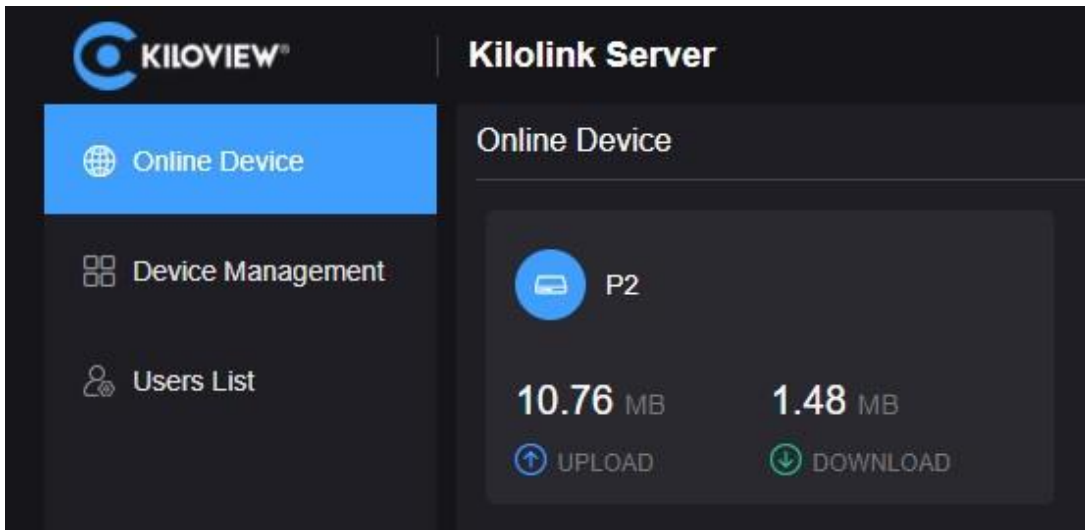 KILOVIEW®
Kilolink Server
Online Device
Device Management
Users List
Online Device
P2
10.76 MB
1.48 MB
UPLOAD
DOWNLOAD